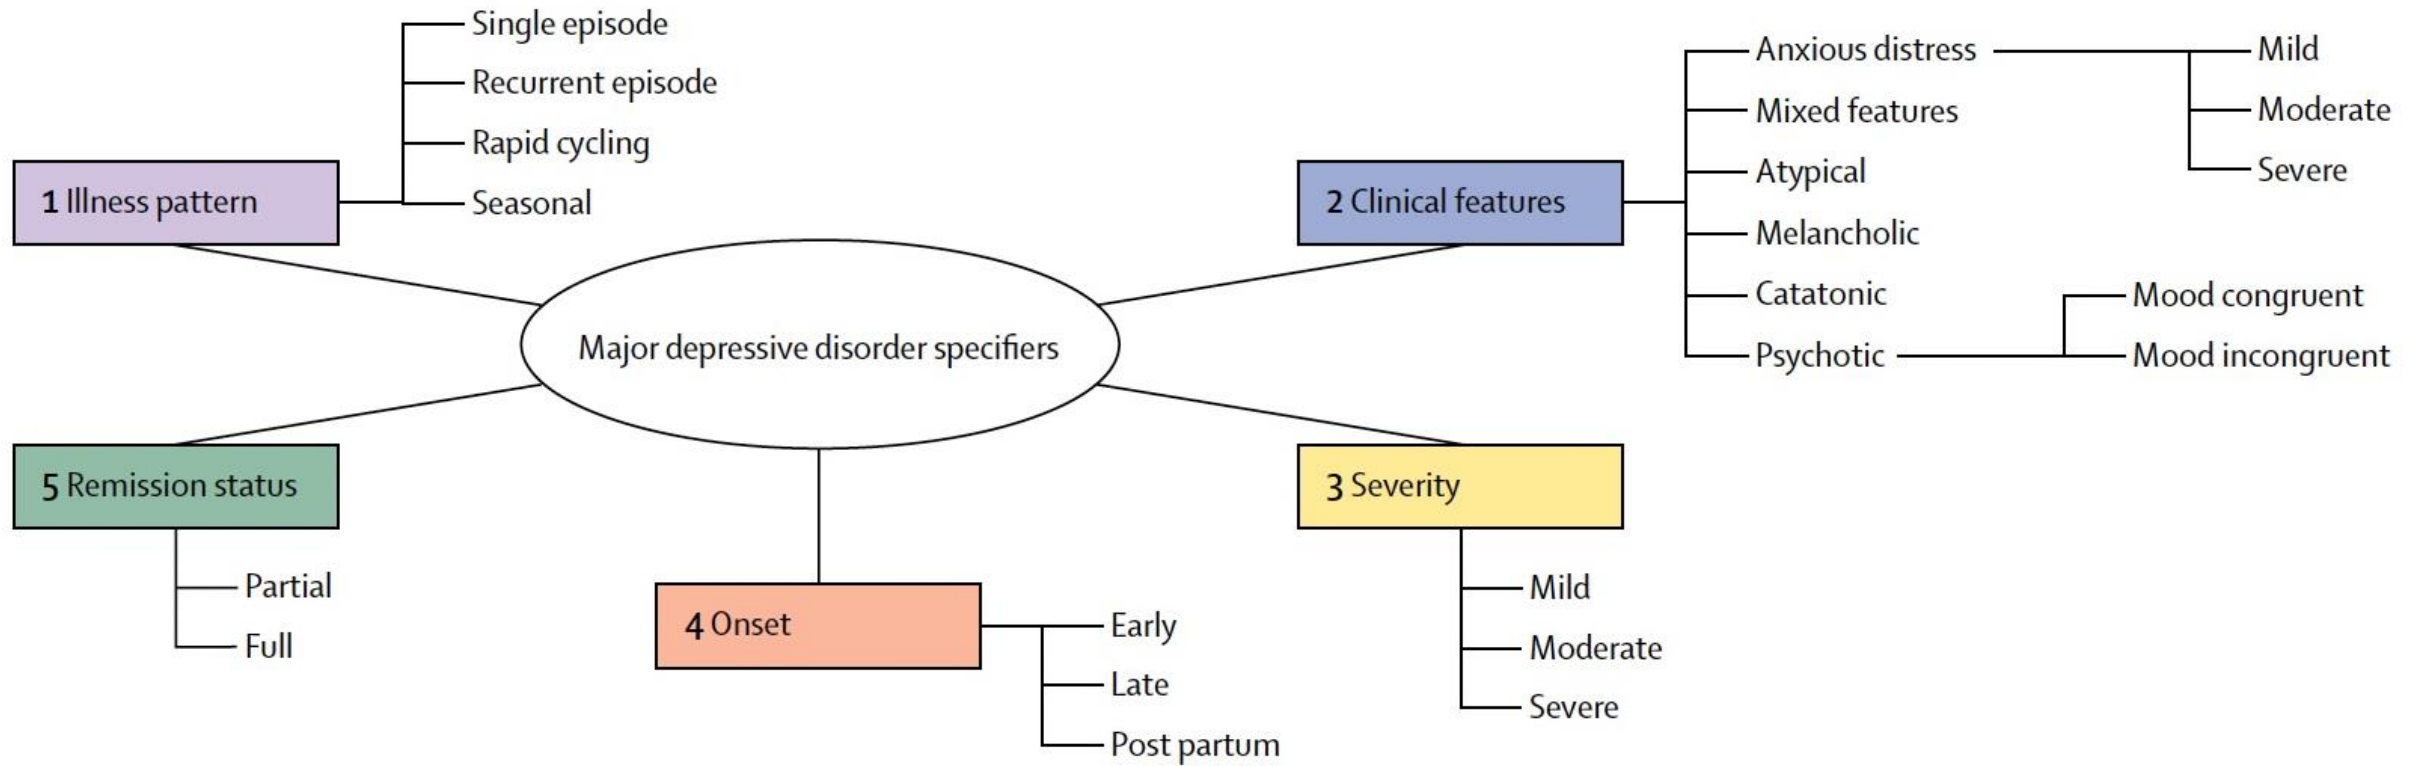 1 Illness pattern
Single episode
Recurrent episode
Rapid cycling
Seasonal
2 Clinical features
Anxious distress
Mild
Moderate
Severe
Mixed features
Atypical
Melancholic
Catatonic
Psychotic
Mood congruent
Mood incongruent
Major depressive disorder specifiers
5 Remission status
Partial
Full
4 Onset
Early
Late
Post partum
3 Severity
Mild
Moderate
Severe